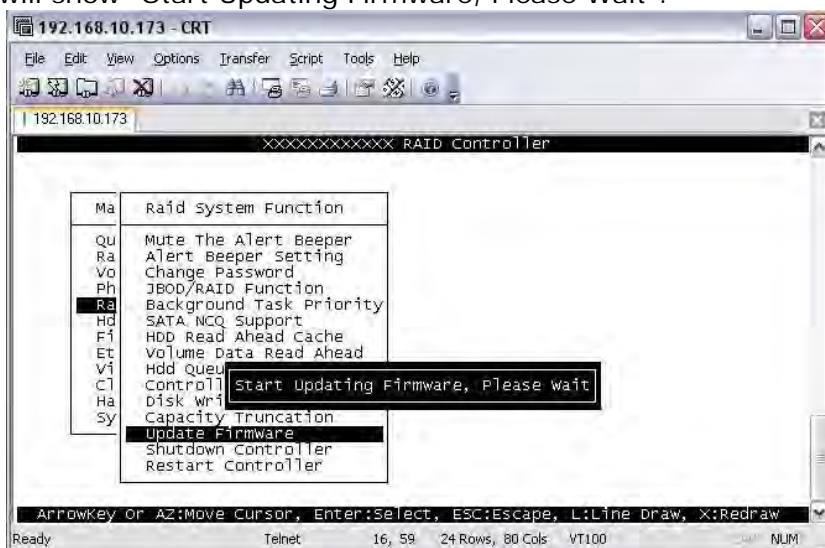 will show "Start Updating Firmware, Please Wait".
192.168.10.173 - CRT
File Edit View Options Transfer Script Tools Help
192.168.10.173
XXXXXXXXXXXX RAID Controller
Ma
Raid System Function
Qu
Mute The Alert Beeper
Ra
Alert Beeper Setting
Vo
Change Password
Ph
JBOD/RAID Function
Ra
Background Task Priority
Hd
SATA NCQ Support
Fi
HDD Read Ahead Cache
Et
Volume Data Read Ahead
Vi
Hdd Queu
Cl
Controll
Start Updating Firmware, Please Wait
Ha
Disk Wri
Sy
Capacity Truncation
Update Firmware
Shutdown Controller
Restart Controller
ArrowKey Or AZ:Move Cursor, Enter:Select, ESC:Escape, L:Line Draw, X:Redraw
Ready Telnet 16, 59 24 Rows, 80 Cols VT100 NUM